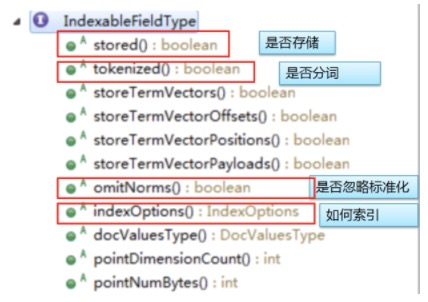 IndexableFieldType
stored() : boolean 是否存储
tokenized() : boolean 是否分词
storeTermVectors() : boolean
storeTermVectorOffsets() : boolean
storeTermVectorPositions() : boolean
storeTermVectorPayloads() : boolean
omitNorms() : boolean 是否忽略标准化
indexOptions() : IndexOptions 如何索引
docValuesType() : DocValuesType
pointDimensionCount() : int
pointNumBytes() : int